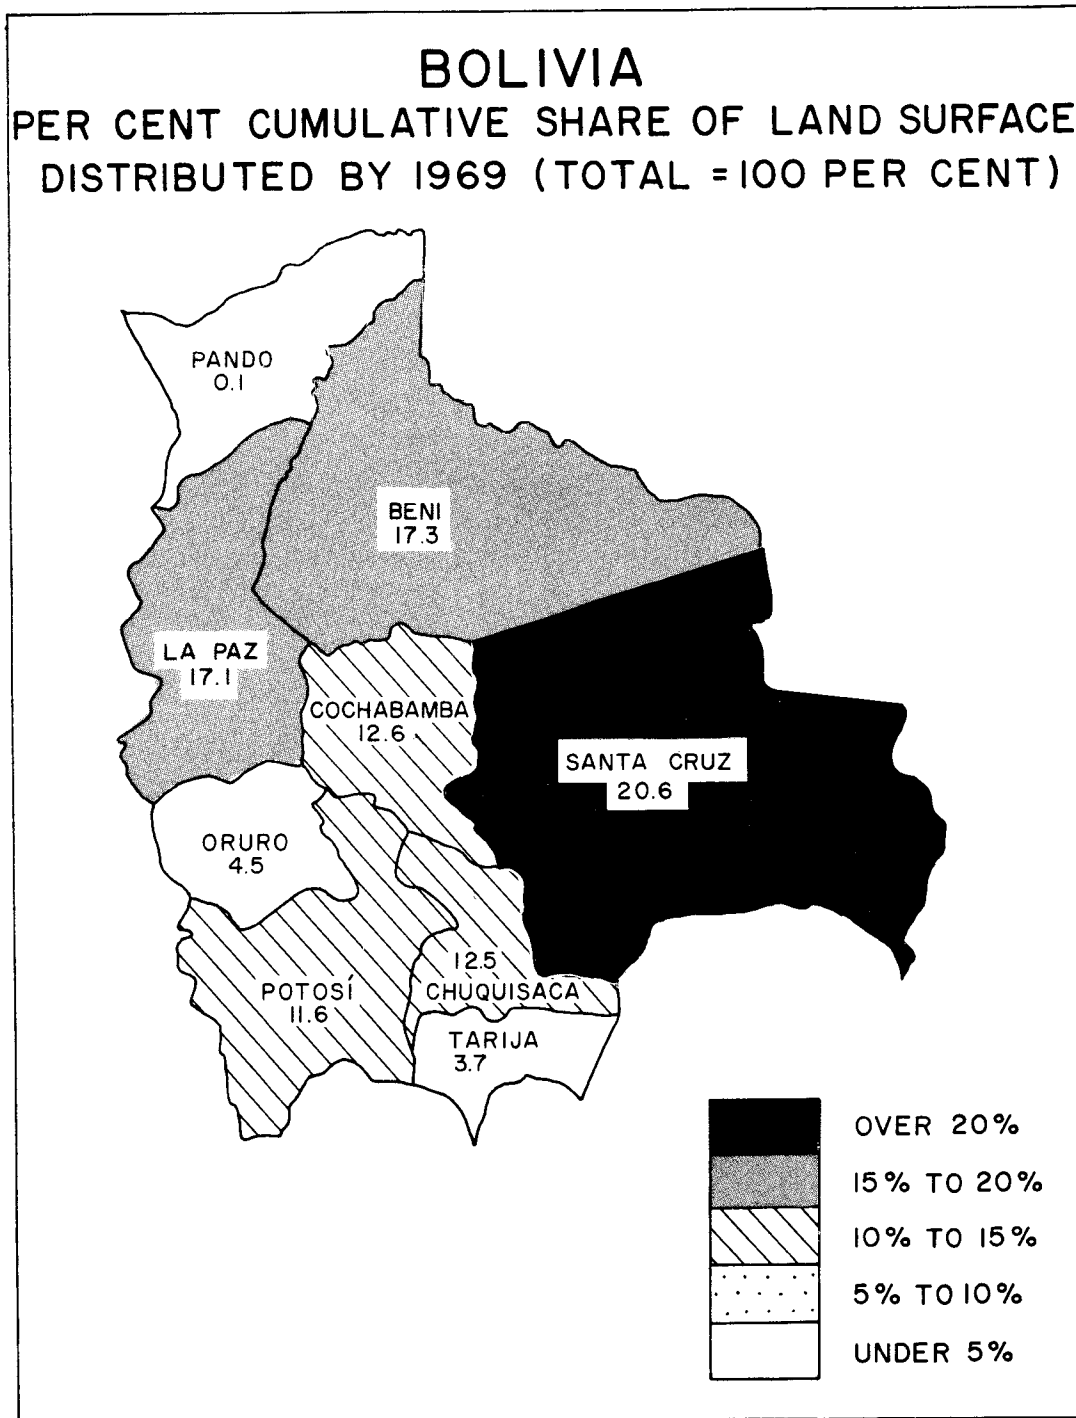 BOLIVIA
PER CENT CUMULATIVE SHARE OF LAND SURFACE
DISTRIBUTED BY 1969 (TOTAL = 100 PER CENT)
PANDO
0.1
BENI
17.3
LA PAZ
17.1
COCHABAMBA
12.6
SANTA CRUZ
20.6
ORURO
4.5
POTOSÍ
11.6
12.5
CHUQUISACA
TARIJA
3.7
OVER 20%
15% TO 20%
10% TO 15%
5% TO 10%
UNDER 5%